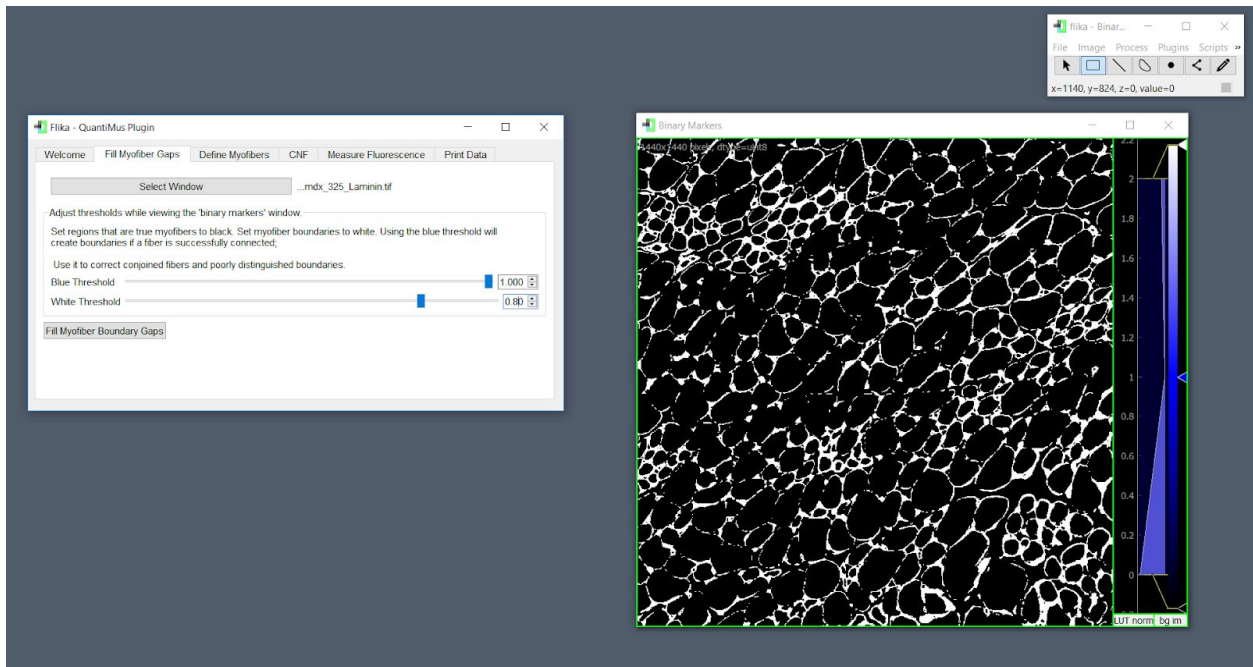 flika - Binar...
File Image Process Plugins Scripts »
x=1140, y=824, z=0, value=0
Flika - QuantiMus Plugin
Welcome Fill Myofiber Gaps Define Myofibers CNF Measure Fluorescence Print Data
Select Window ...mdx_325_Laminin.tif
Adjust thresholds while viewing the 'binary markers' window.
Set regions that are true myofibers to black. Set myofiber boundaries to white. Using the blue threshold will
create boundaries if a fiber is successfully connected;
Use it to correct conjoined fibers and poorly distinguished boundaries.
Blue Threshold 1.000
White Threshold 0.80
Fill Myofiber Boundary Gaps
Binary Markers
1440x1440 pixels, dtype=uint8
2.2
2
1.8
1.6
1.4
1.2
1
0.8
0.6
0.4
0.2
0
LUT norm bg im